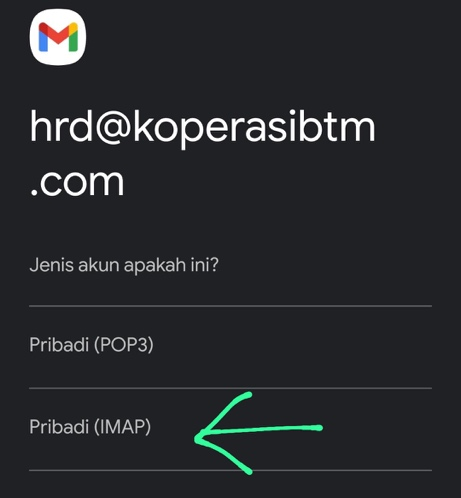 hrd@koperasibtm
.com
Jenis akun apakah ini?
Pribadi (POP3)
Pribadi (IMAP)